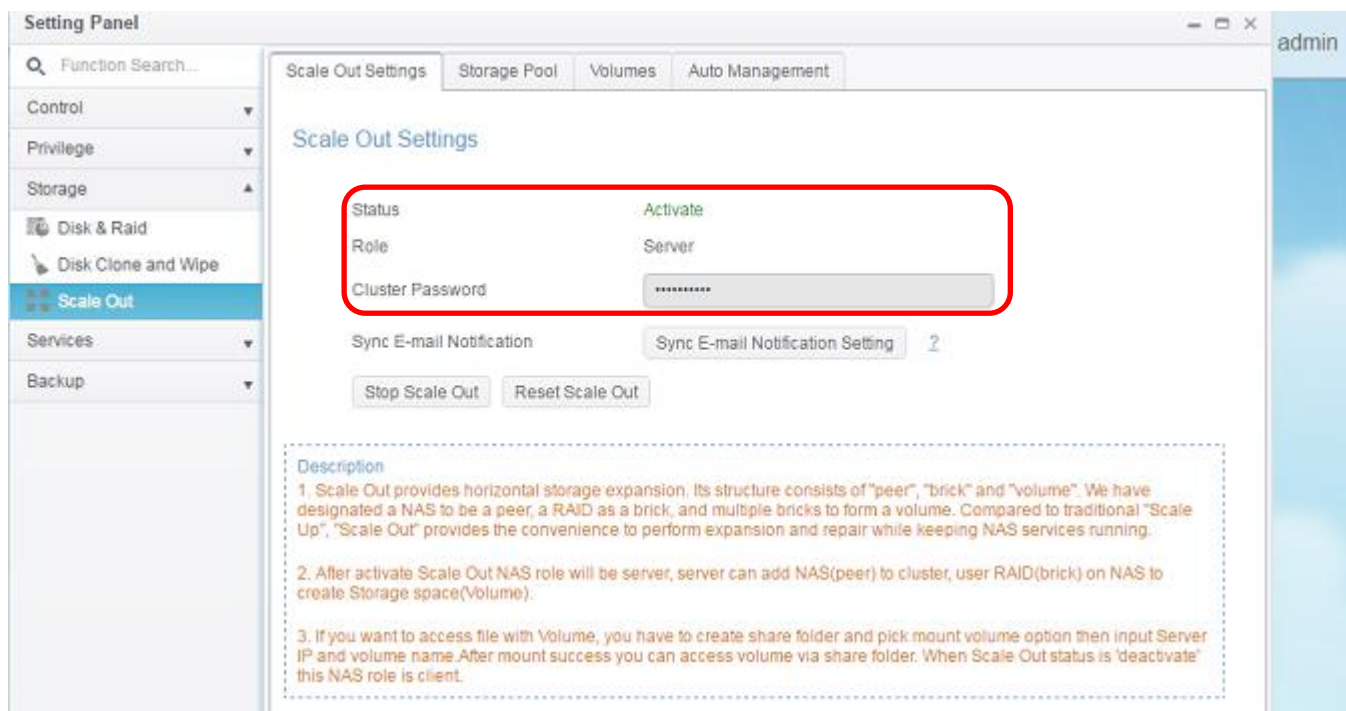 Setting Panel
admin
Function Search...
Control
Privilege
Storage
Disk & Raid
Disk Clone and Wipe
Scale Out
Services
Backup
Scale Out Settings Storage Pool Volumes Auto Management
Scale Out Settings
Status Activate
Role Server
Cluster Password ••••••••••
Sync E-mail Notification Sync E-mail Notification Setting ?
Stop Scale Out Reset Scale Out
Description
1. Scale Out provides horizontal storage expansion. Its structure consists of "peer", "brick" and "volume". We have
designated a NAS to be a peer, a RAID as a brick, and multiple bricks to form a volume. Compared to traditional "Scale
Up", "Scale Out" provides the convenience to perform expansion and repair while keeping NAS services running.
2. After activate Scale Out NAS role will be server, server can add NAS(peer) to cluster, user RAID(brick) on NAS to
create Storage space(Volume).
3. If you want to access file with Volume, you have to create share folder and pick mount volume option then input Server
IP and volume name.After mount success you can access volume via share folder. When Scale Out status is 'deactivate'
this NAS role is client.